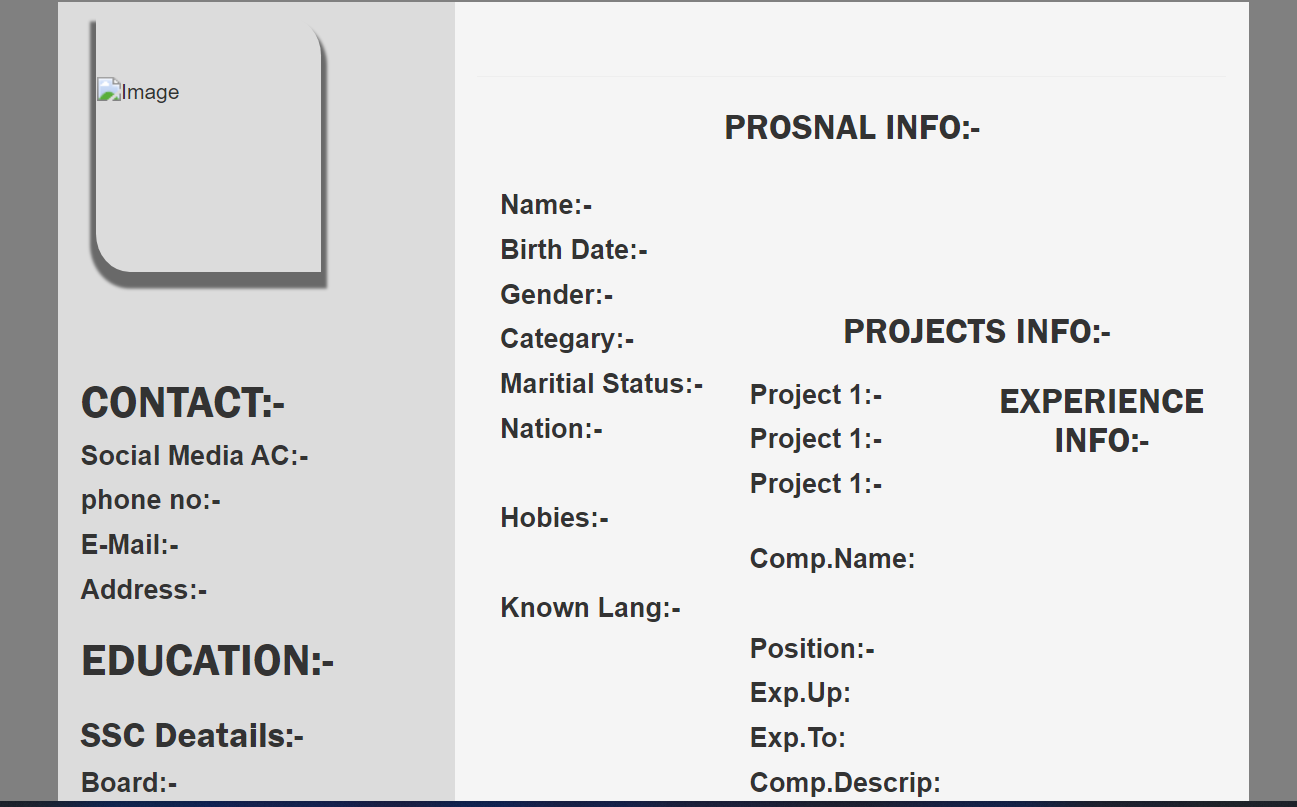 Image
CONTACT:-
Social Media AC:-
phone no:-
E-Mail:-
Address:-
EDUCATION:-
SSC Deatails:-
Board:-
PROSNAL INFO:-
Name:-
Birth Date:-
Gender:-
Categary:-
Maritial Status:-
Nation:-
Hobies:-
Known Lang:-
PROJECTS INFO:-
Project 1:-
Project 1:-
Project 1:-
EXPERIENCE
INFO:-
Comp.Name:
Position:-
Exp.Up:
Exp.To:
Comp.Descrip: